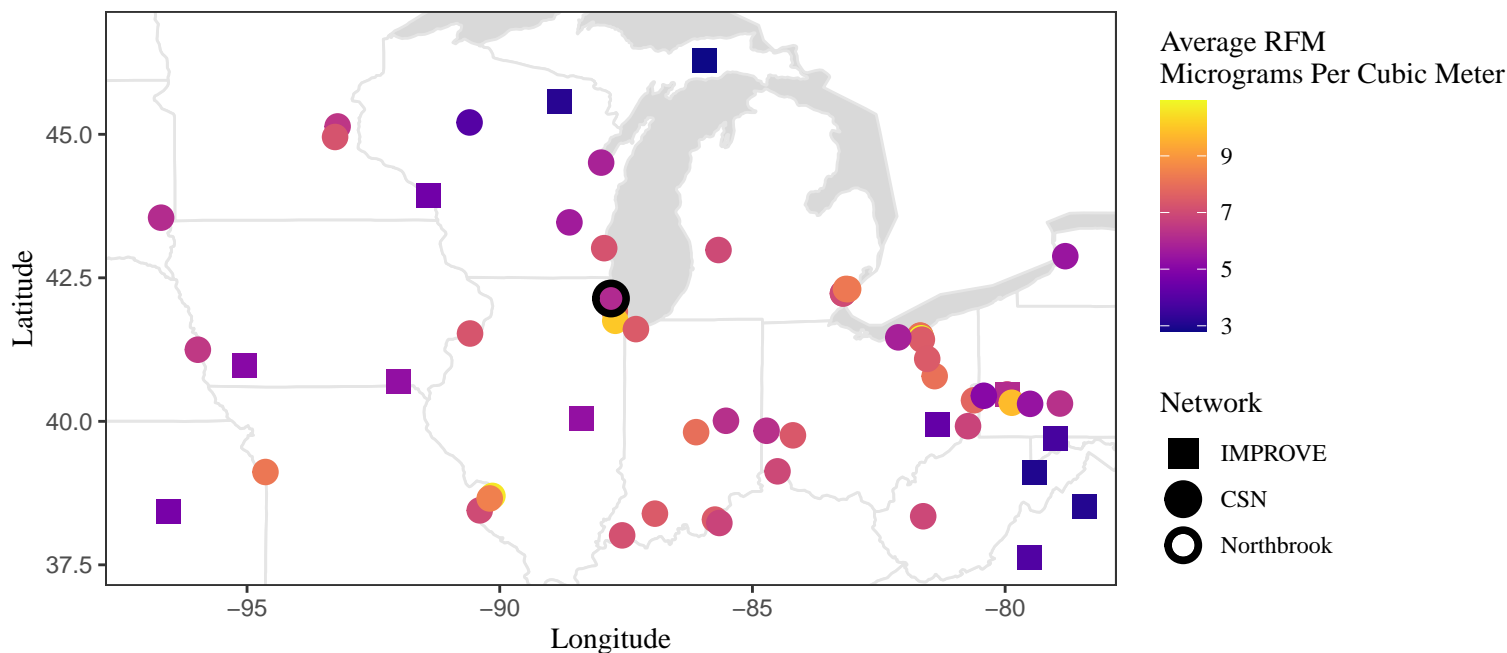 Average RFM
Micrograms Per Cubic Meter
9
7
5
3
Network
IMPROVE
CSN
Northbrook
Latitude
45.0
42.5
40.0
37.5
−95
−90
−85
−80
Longitude